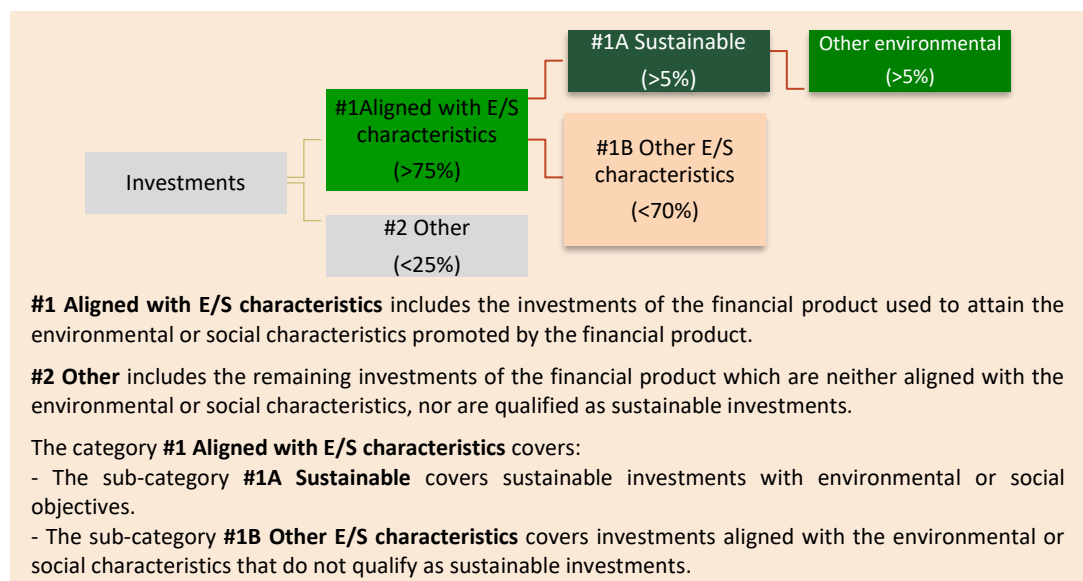 #1A Sustainable
(>5%)
Other environmental
(>5%)
#1Aligned with E/S
characteristics
(>75%)
#1B Other E/S
characteristics
(<70%)
Investments
#2 Other
(<25%)
#1 Aligned with E/S characteristics includes the investments of the financial product used to attain the
environmental or social characteristics promoted by the financial product.
#2 Other includes the remaining investments of the financial product which are neither aligned with the
environmental or social characteristics, nor are qualified as sustainable investments.
The category #1 Aligned with E/S characteristics covers:
- The sub-category #1A Sustainable covers sustainable investments with environmental or social
objectives.
- The sub-category #1B Other E/S characteristics covers investments aligned with the environmental or
social characteristics that do not qualify as sustainable investments.